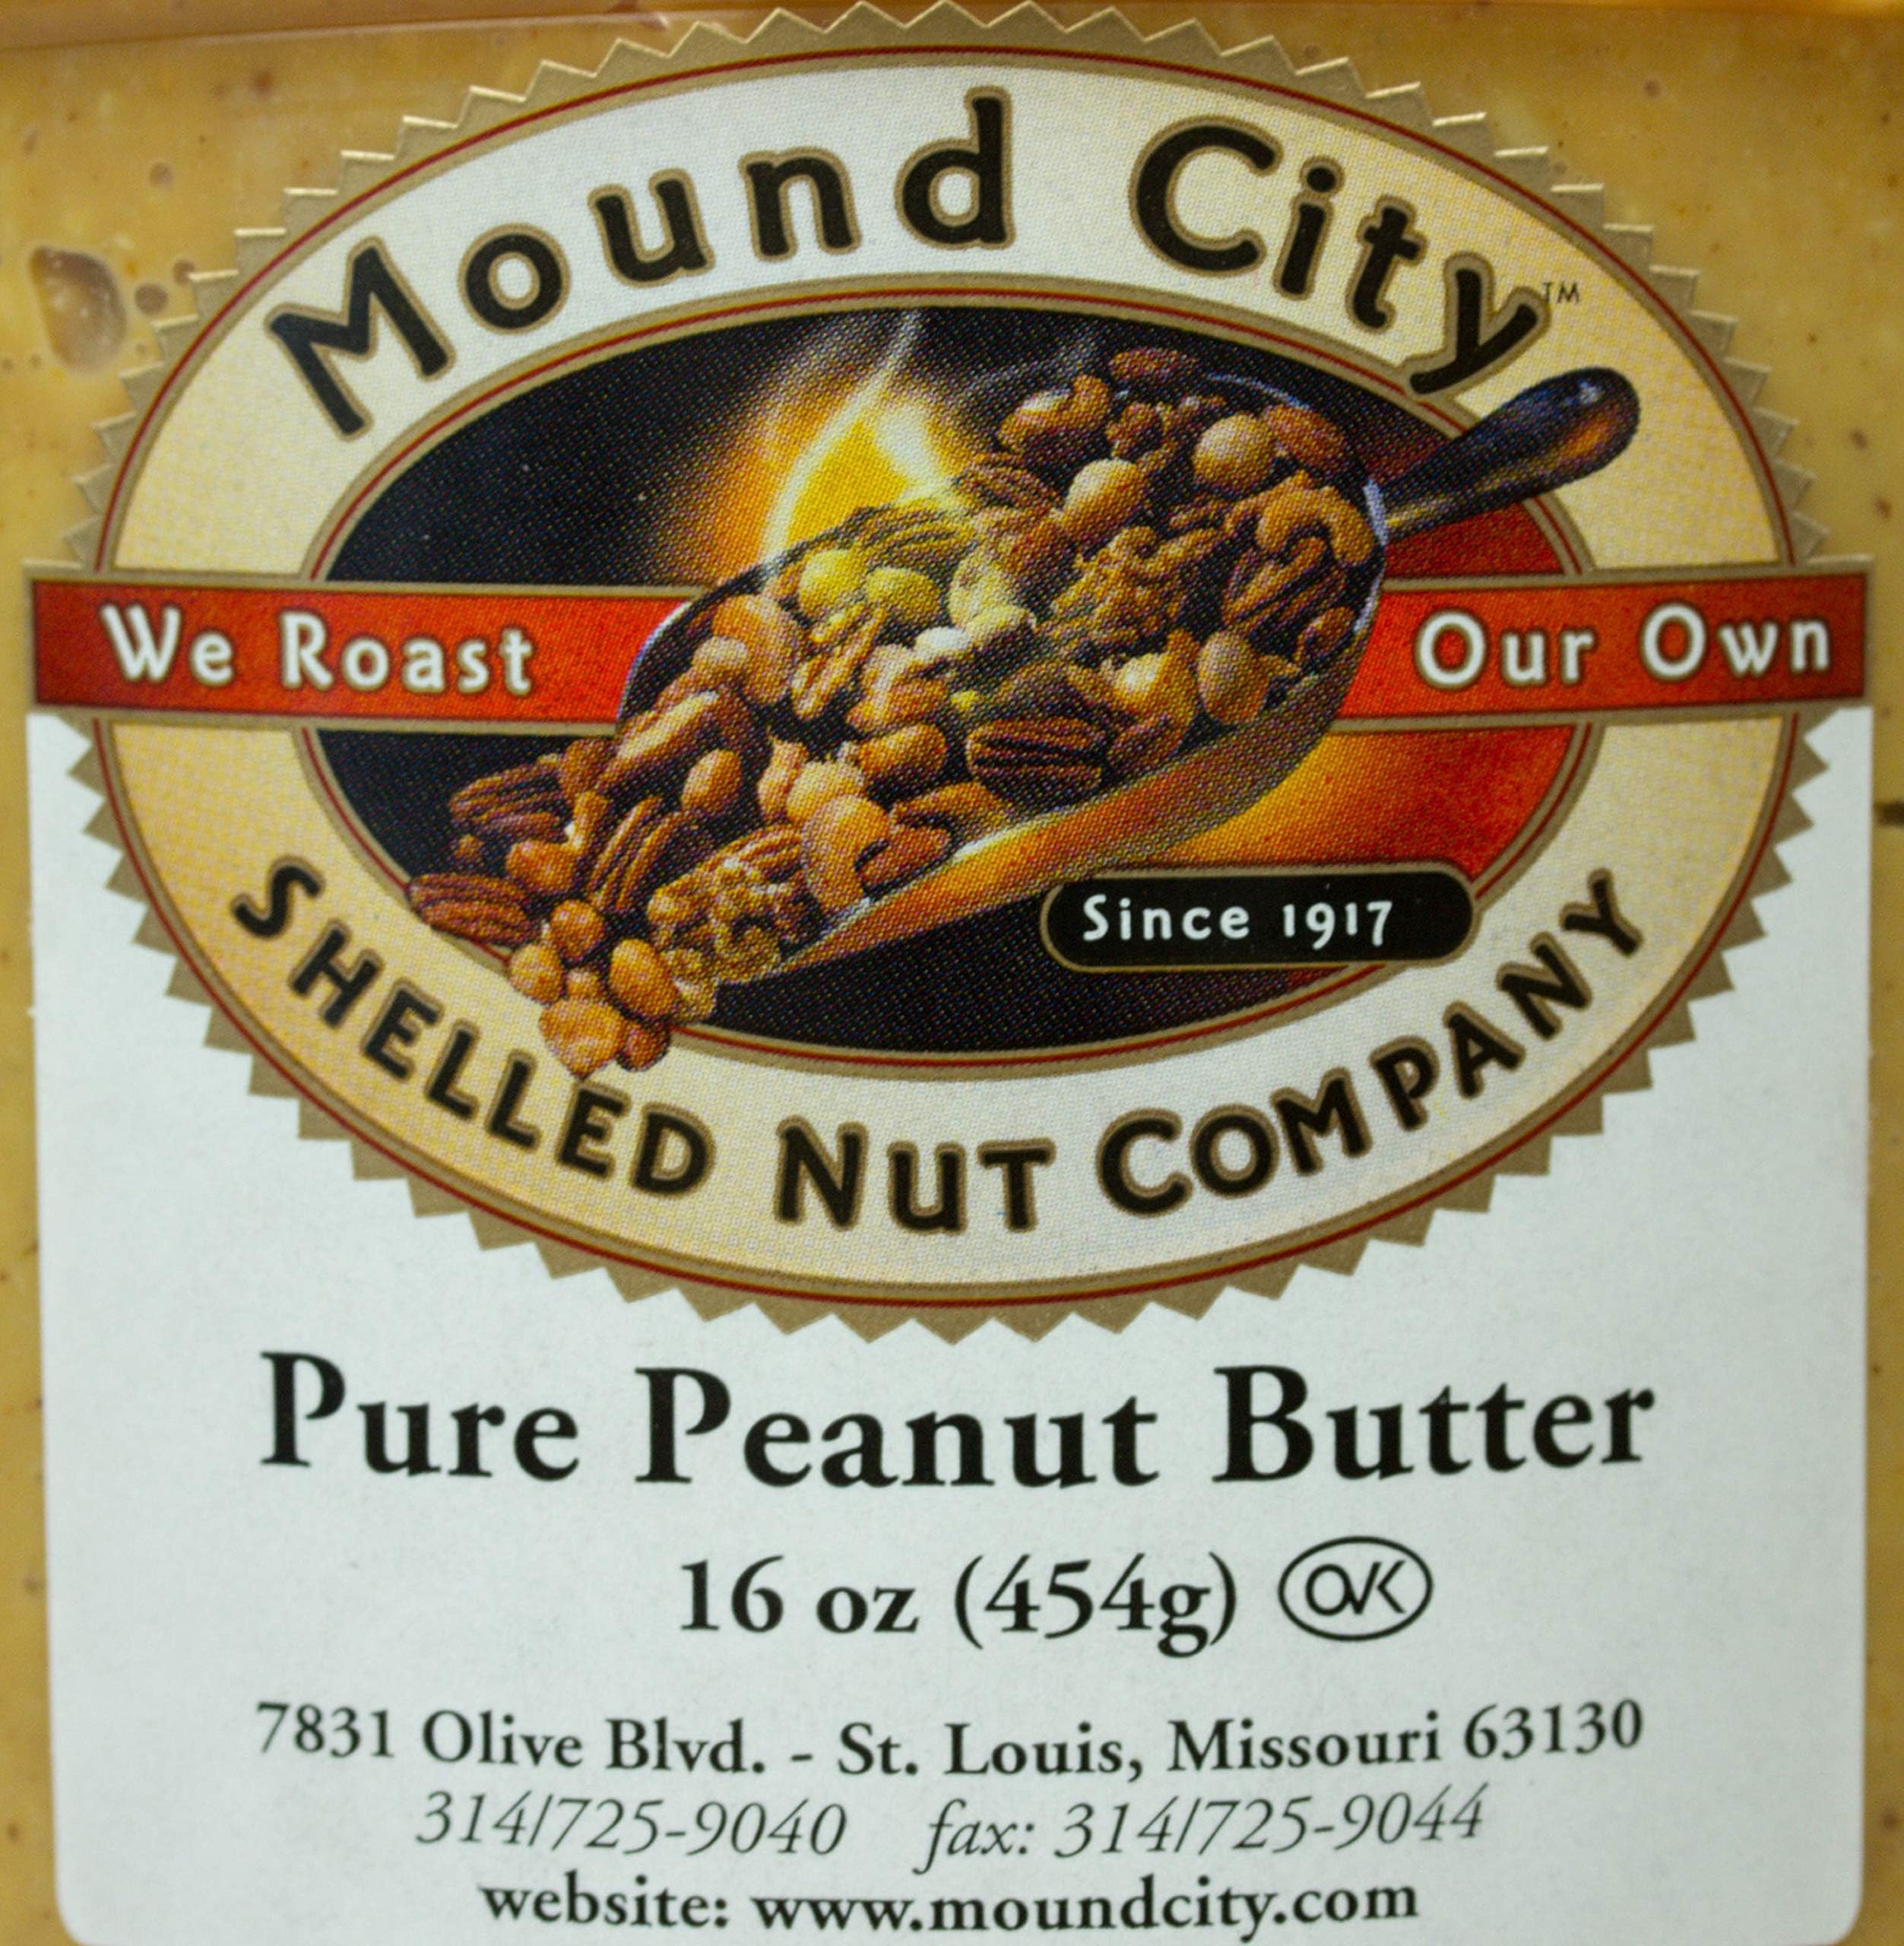 Mound City™
We Roast Our Own
Since 1917
SHELLED NUT COMPANY
Pure Peanut Butter
16 oz (454g) OVK
7831 Olive Blvd. - St. Louis, Missouri 63130
314/725-9040 fax: 314/725-9044
website: www.moundcity.com